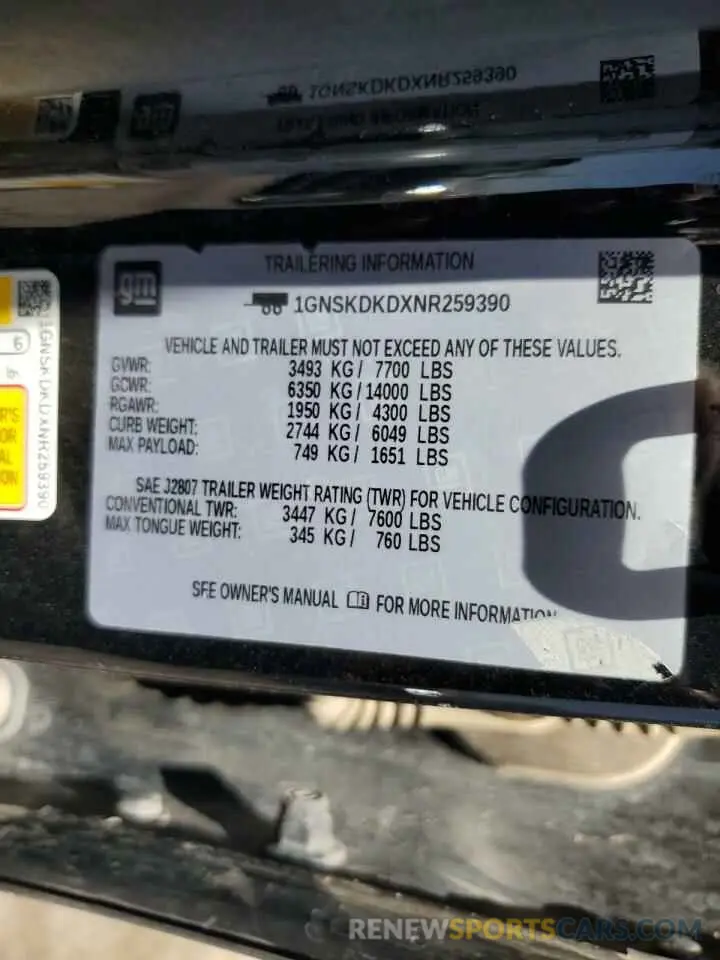 1GNSKDKDXNR259390
gm
TRAILERING INFORMATION
1GNSKDKDXNR259390
VEHICLE AND TRAILER MUST NOT EXCEED ANY OF THESE VALUES.
GVWR: 3493 KG/ 7700 LBS
GCWR: 6350 KG/14000 LBS
RGAWR: 1950 KG/ 4300 LBS
CURB WEIGHT: 2744 KG/ 6049 LBS
MAX PAYLOAD: 749 KG/ 1651 LBS
SAE J2807 TRAILER WEIGHT RATING (TWR) FOR VEHICLE CONFIGURATION.
CONVENTIONAL TWR: 3447 KG/ 7600 LBS
MAX TONGUE WEIGHT: 345 KG/ 760 LBS
SEE OWNER'S MANUAL FOR MORE INFORMATION
6
1GNSKDKDXNR259390
RENEWSPORTSCARS.COM